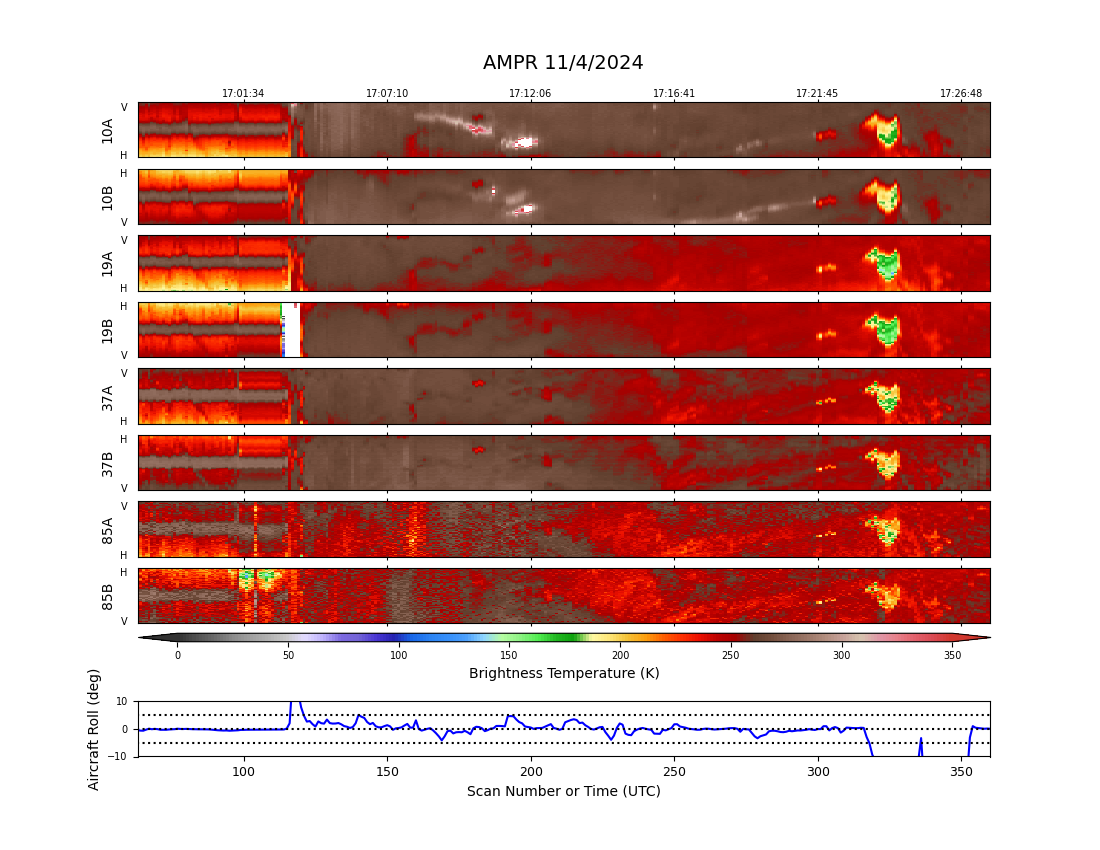 AMPR 11/4/2024
17:01:34 17:07:10 17:12:06 17:16:41 17:21:45 17:26:48
V
10A
H
H
10B
V
V
19A
H
H
19B
V
V
37A
H
H
37B
V
V
85A
H
H
85B
V
0 50 100 150 200 250 300 350
Brightness Temperature (K)
Aircraft Roll (deg)
10
0
−10
100 150 200 250 300 350
Scan Number or Time (UTC)